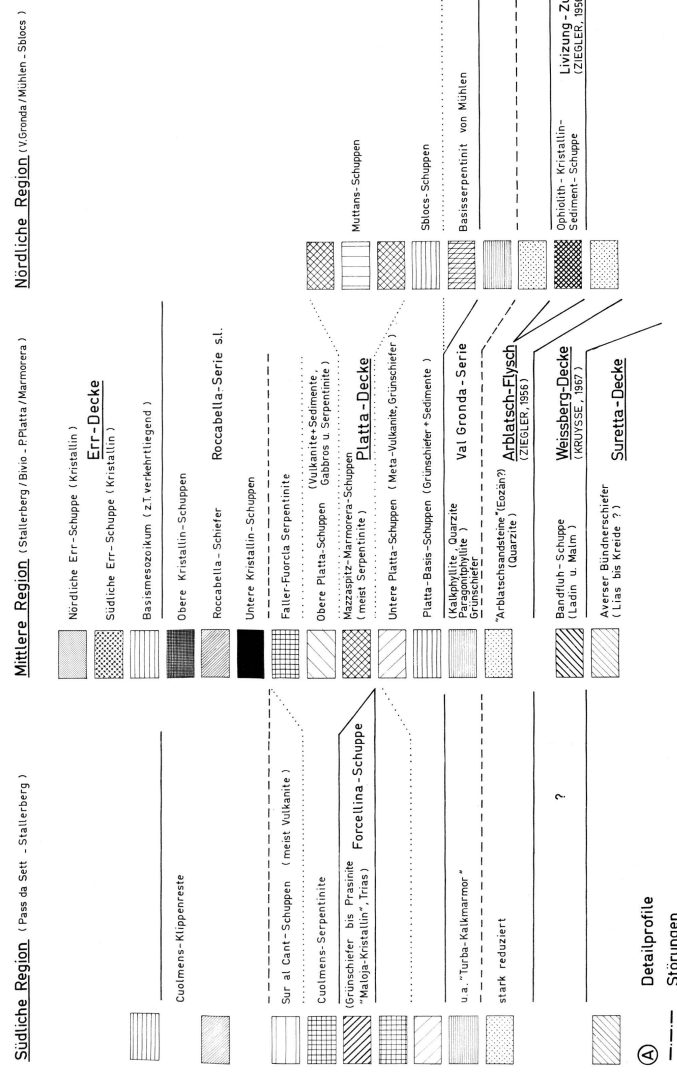 Südliche Region ( Pass da Sett - Stallerberg )
Cuolmens-Klippenreste
Sur al Cant-Schuppen ( meist Vulkanite )
Cuolmens-Serpentinite
(Grünschiefer bis Prasinite
"Maloja-Kristallin", Trias )
Forcellina-Schuppe
u.a. "Turba-Kalkmarmor"
stark reduziert
?
A Detailprofile
Störungen
Mittlere Region ( Stallerberg / Bivio - PPlatta / Marmorera )
Nördliche Err-Schuppe ( Kristallin )
Err-Decke
Südliche Err-Schuppe ( Kristallin )
Basismesozoikum ( z.T. verkehrtliegend )
Obere Kristallin-Schuppen
Roccabella-Schiefer
Roccabella-Serie s.l.
Untere Kristallin-Schuppen
Faller-Fuorcla Serpentinite
Obere Platta-Schuppen
(Vulkanite+Sedimente,
Gabbros u. Serpentinite )
Mazzaspitz-Marmorera-Schuppen
( meist Serpentinite )
Platta-Decke
Untere Platta-Schuppen ( Meta-Vulkanite, Grünschiefer )
Platta-Basis-Schuppen (Grünschiefer + Sedimente )
(Kalkphyllite, Quarzite
Paragonitphyllite )
Grünschiefer
Val Gronda-Serie
"Arblatschsandsteine" (Eozän?)
(Quarzite )
Arblatsch-Flysch
(ZIEGLER, 1956)
Bandfluh-Schuppe
( Ladin u. Malm )
Weissberg-Decke
( KRUYSSE, 1967 )
Averser Bündnerschiefer
( Lias bis Kreide ? )
Suretta-Decke
Nördliche Region ( V.Gronda / Mühlen - Sblocs )
Muttans-Schuppen
Sblocs-Schuppen
Basisserpentinit von Mühlen
Ophiolith-Kristallin-
Sediment-Schuppe
Livizung-Zu
(ZIEGLER, 1956